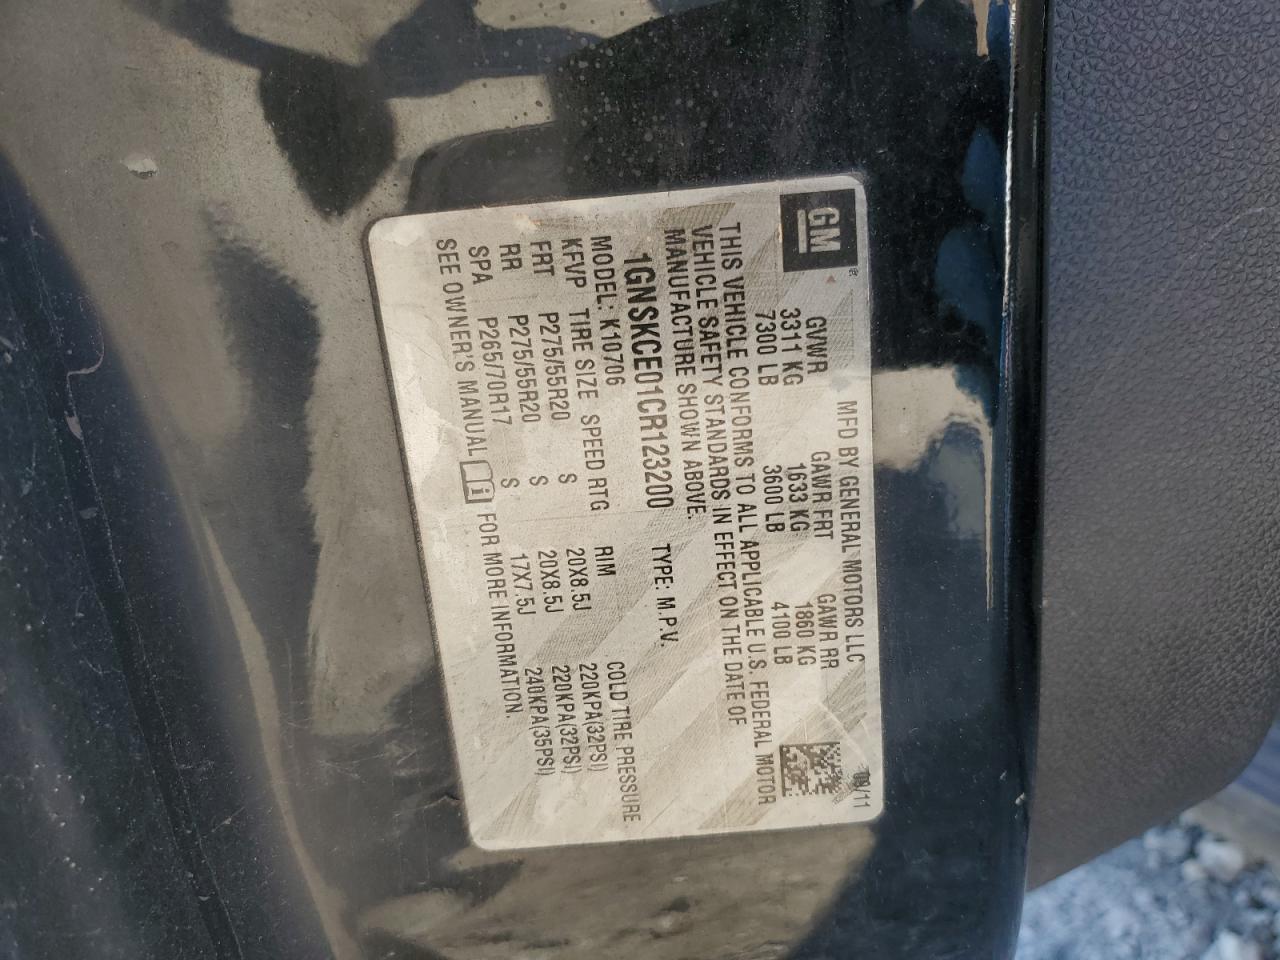 GM
MFD BY GENERAL MOTORS LLC
/11
GVWR GAWR FRT GAWR RR
3311 KG 1633 KG 1860 KG
7300 LB 3600 LB 4100 LB
THIS VEHICLE CONFORMS TO ALL APPLICABLE U.S. FEDERAL MOTOR
VEHICLE SAFETY STANDARDS IN EFFECT ON THE DATE OF
MANUFACTURE SHOWN ABOVE.
1GNSKCE01CR123200 TYPE: M.P.V.
MODEL: K10706
KFVP TIRE SIZE SPEED RTG RIM COLD TIRE PRESSURE
FRT P275/55R20 S 20X8.5J 220KPA(32PSI)
RR P275/55R20 S 20X8.5J 220KPA(32PSI)
SPA P265/70R17 17X7.5J 240KPA(35PSI)
SEE OWNER'S MANUAL i FOR MORE INFORMATION.